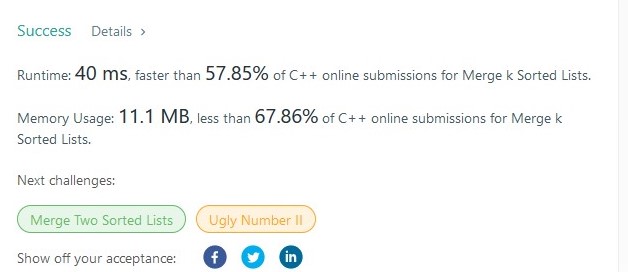 Success Details >
Runtime: 40 ms, faster than 57.85% of C++ online submissions for Merge k Sorted Lists.
Memory Usage: 11.1 MB, less than 67.86% of C++ online submissions for Merge k
Sorted Lists.
Next challenges:
Merge Two Sorted Lists Ugly Number II
Show off your acceptance: f in